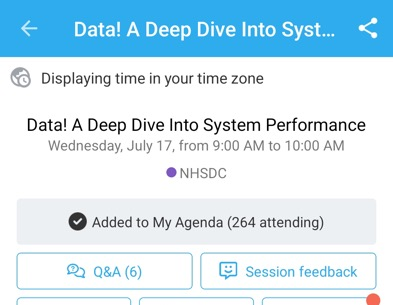 Data! A Deep Dive Into Syst...
Displaying time in your time zone
Data! A Deep Dive Into System Performance
Wednesday, July 17, from 9:00 AM to 10:00 AM
NHSDC
Added to My Agenda (264 attending)
Q&A (6)
Session feedback